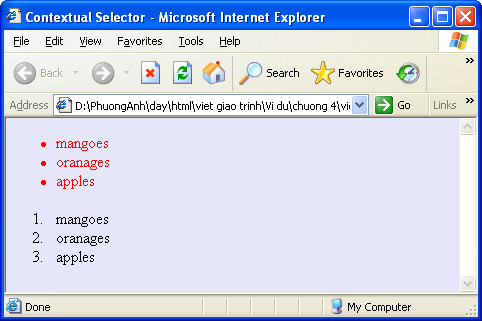 Contextual Selector - Microsoft Internet Explorer
File Edit View Favorites Tools Help
Back Search Favorites
Address D:\PhuongAnh\day\html\viet giao trinh\Vi du\chuong 4\vi Go Links
• mangoes
• oranages
• apples
1. mangoes
2. oranages
3. apples
Done My Computer